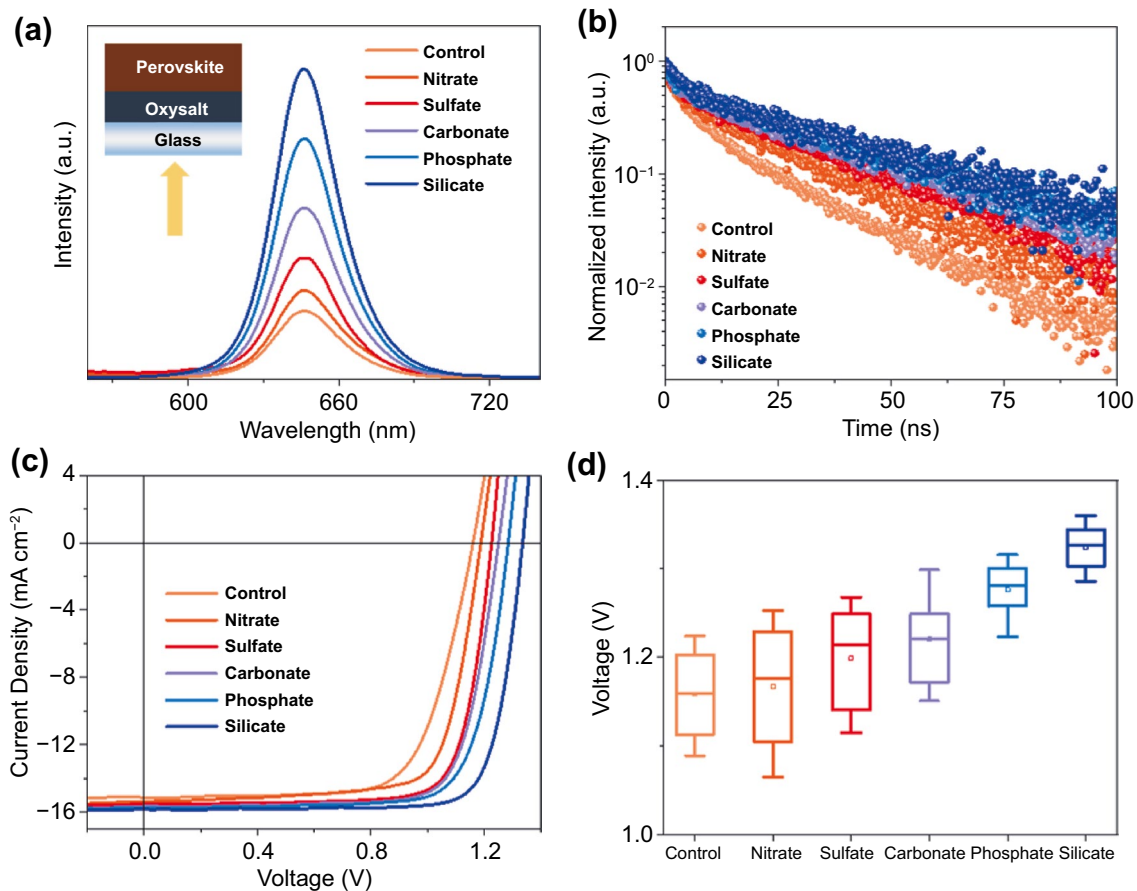 (a)
Perovskite
Oxysalt
Glass
Control
Nitrate
Sulfate
Carbonate
Phosphate
Silicate
Intensity (a.u.)
600 660 720
Wavelength (nm)
(b)
10⁰
10⁻¹
10⁻²
Normalized intensity (a.u.)
Control
Nitrate
Sulfate
Carbonate
Phosphate
Silicate
0 25 50 75 100
Time (ns)
(c)
4
0
−4
−8
−12
−16
Current Density (mA cm⁻²)
Control
Nitrate
Sulfate
Carbonate
Phosphate
Silicate
0.0 0.4 0.8 1.2
Voltage (V)
(d)
1.4
1.2
1.0
Voltage (V)
Control Nitrate Sulfate Carbonate Phosphate Silicate